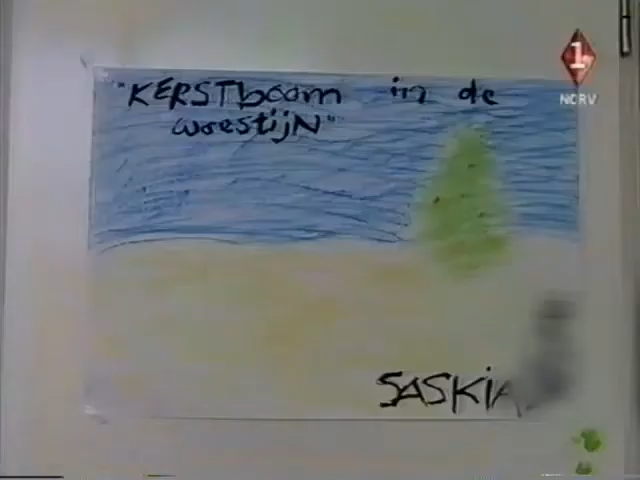 "KERSTboom in de
woestijN"
SASKIA
1
NCRV